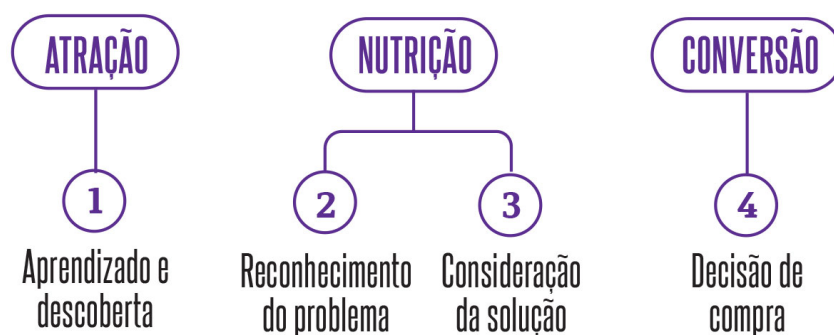 ATRAÇÃO
NUTRIÇÃO
CONVERSÃO
1
2
3
4
Aprendizado e
descoberta
Reconhecimento
do problema
Consideração
da solução
Decisão de
compra